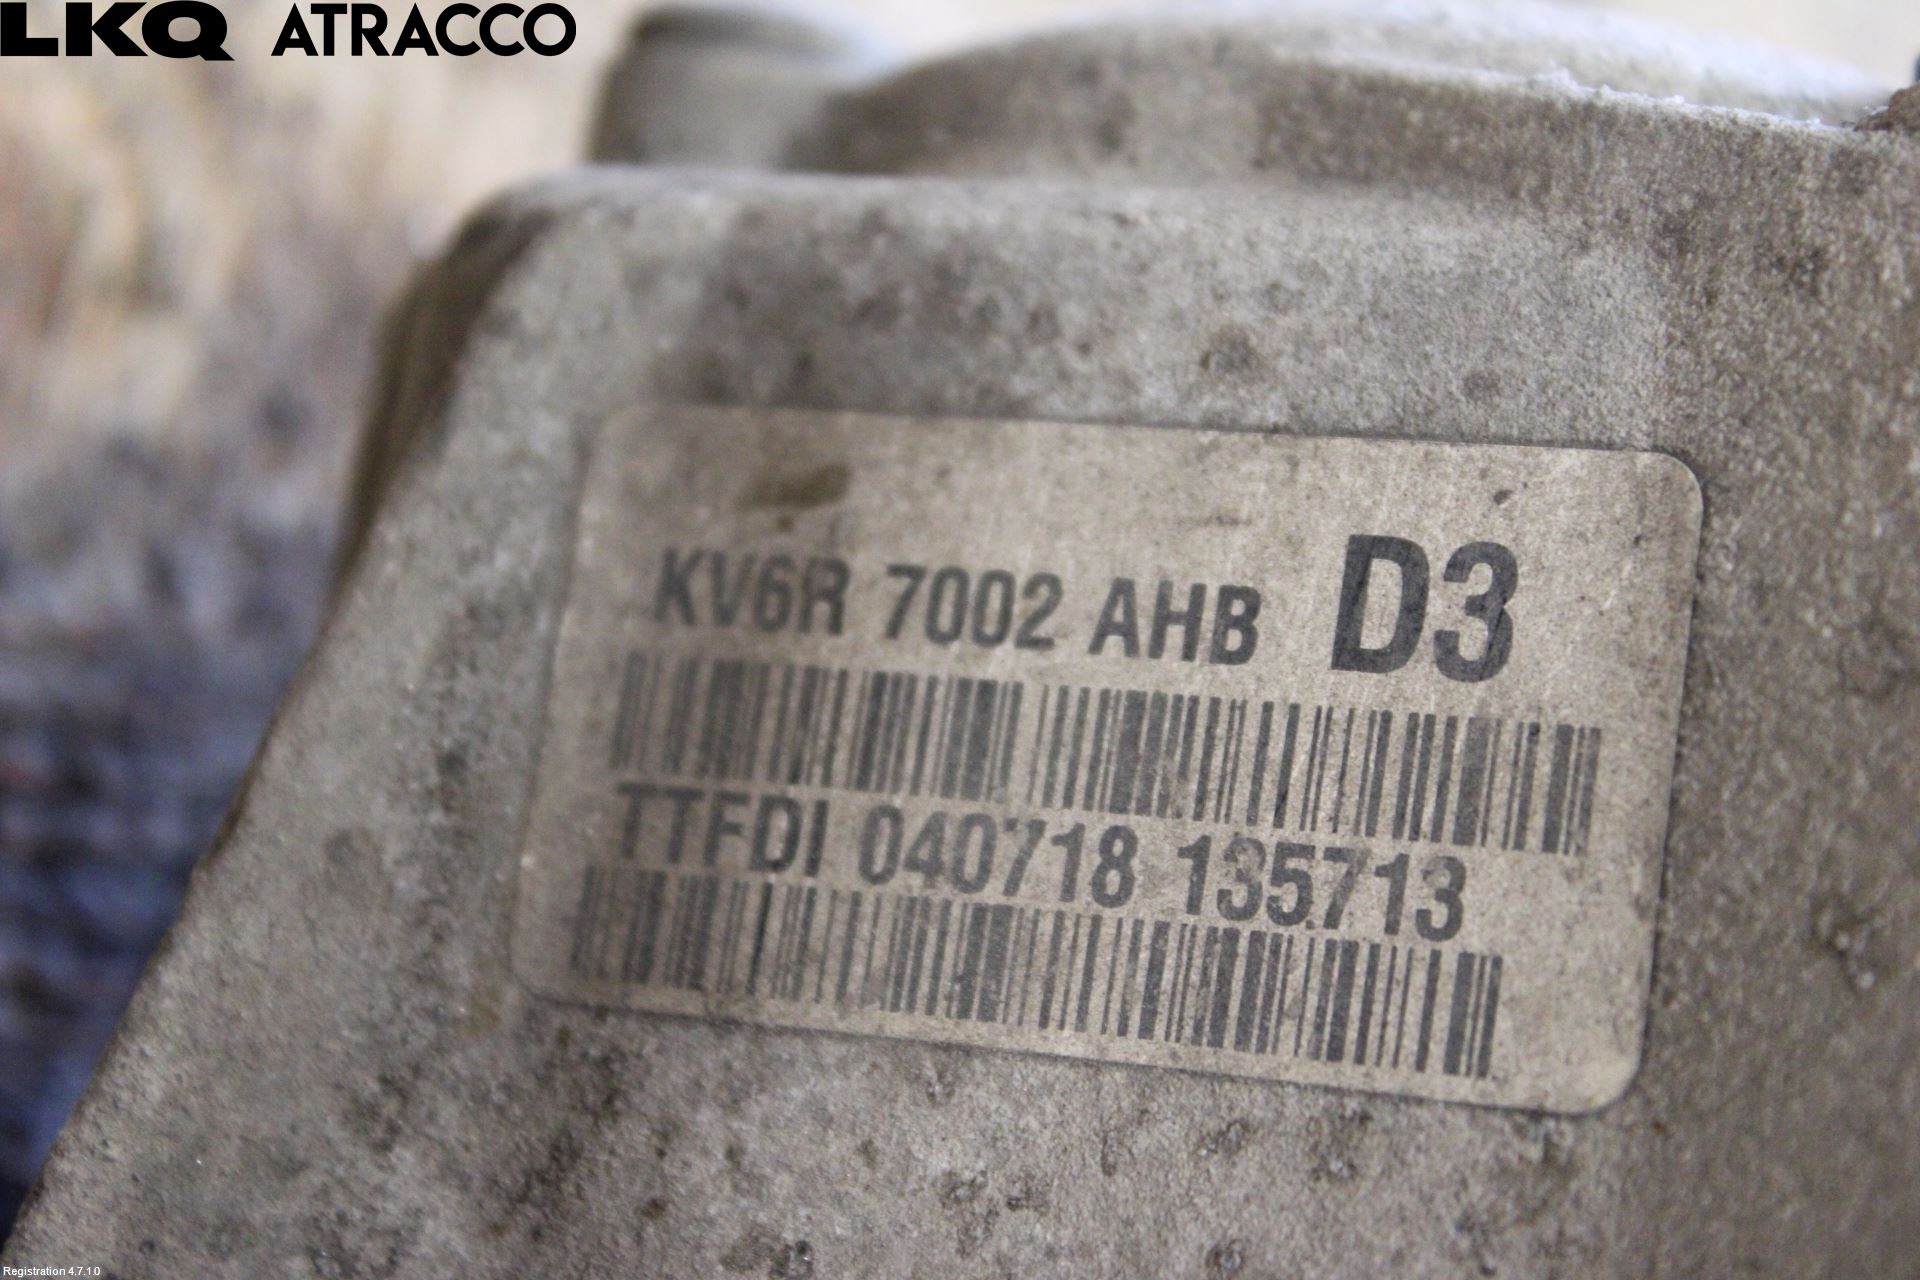 LKQ ATRACCO
KV6R 7002 AHB D3
TTFDI 040718 135713
Registration 4.7.1.0